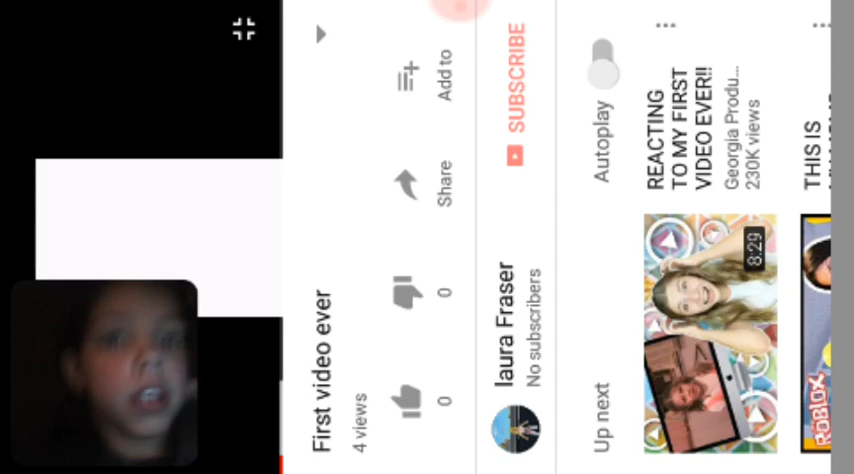 First video ever
4 views
0
0
Share
Add to
laura Fraser
No subscribers
SUBSCRIBE
Up next
Autoplay
8:29
REACTING
TO MY FIRST
VIDEO EVER!!
Georgia Produ...
230K views
ROBLOX
THIS IS